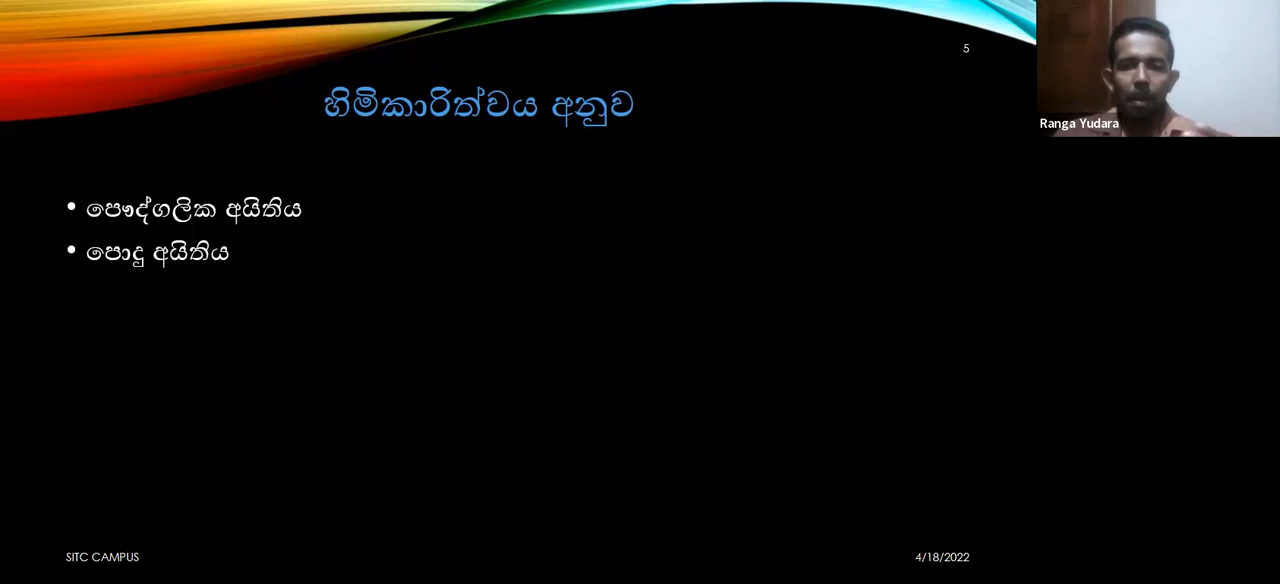 5
Ranga Yudara
හිමිකාරිත්වය අනුව
• පෞද්ගලික අයිතිය
• පොදු අයිතිය
SITC CAMPUS
4/18/2022